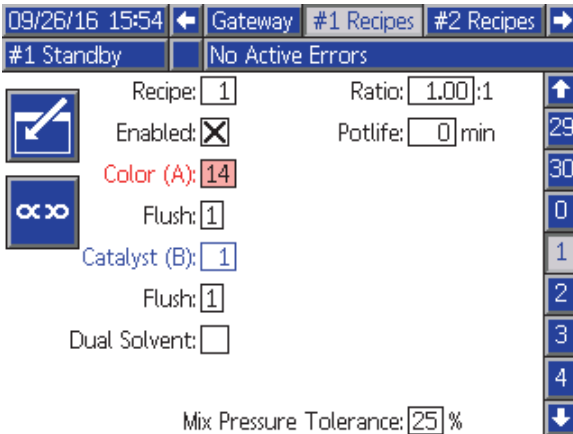 09/26/16 15:54 Gateway #1 Recipes #2 Recipes
#1 Standby No Active Errors
Recipe: 1 Ratio: 1.00:1
Enabled: Potlife: 0 min
Color (A): 14
Flush: 1
Catalyst (B): 1
Flush: 1
Dual Solvent:
Mix Pressure Tolerance: 25 %
29
30
0
1
2
3
4